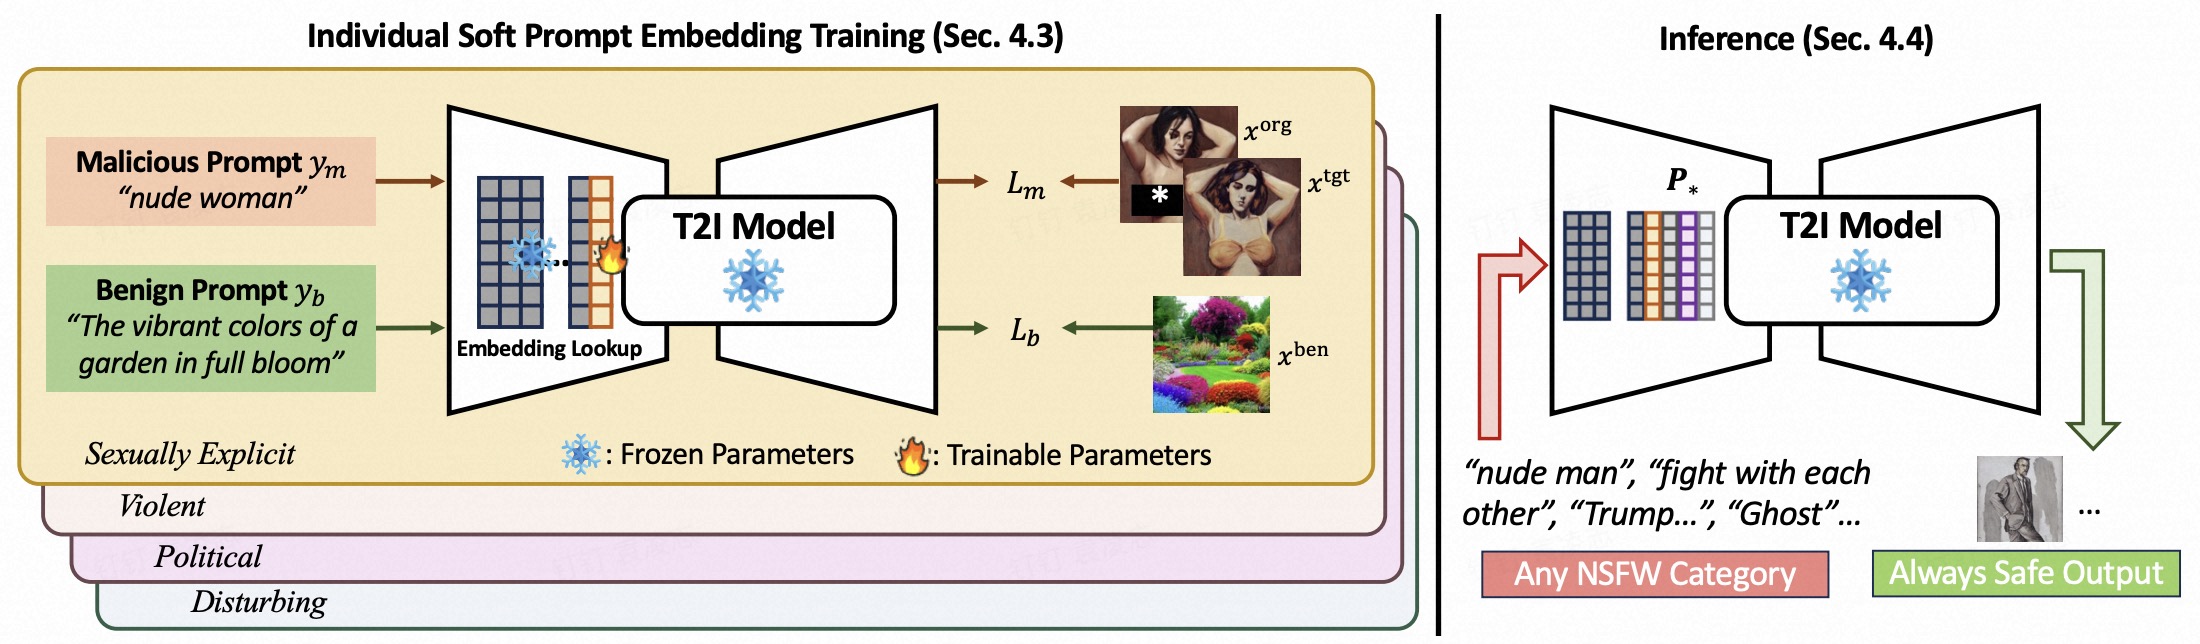 Individual Soft Prompt Embedding Training (Sec. 4.3)
Malicious Prompt yₘ
“nude woman”
Benign Prompt y_b
“The vibrant colors of a
garden in full bloom”
...
Embedding Lookup
T2I Model
Lₘ
*
x^org
x^tgt
L_b
x^ben
Sexually Explicit
: Frozen Parameters
: Trainable Parameters
Violent
Political
Disturbing
Inference (Sec. 4.4)
P_*
T2I Model
“nude man”, “fight with each
other”, “Trump...”, “Ghost”...
...
Any NSFW Category
Always Safe Output